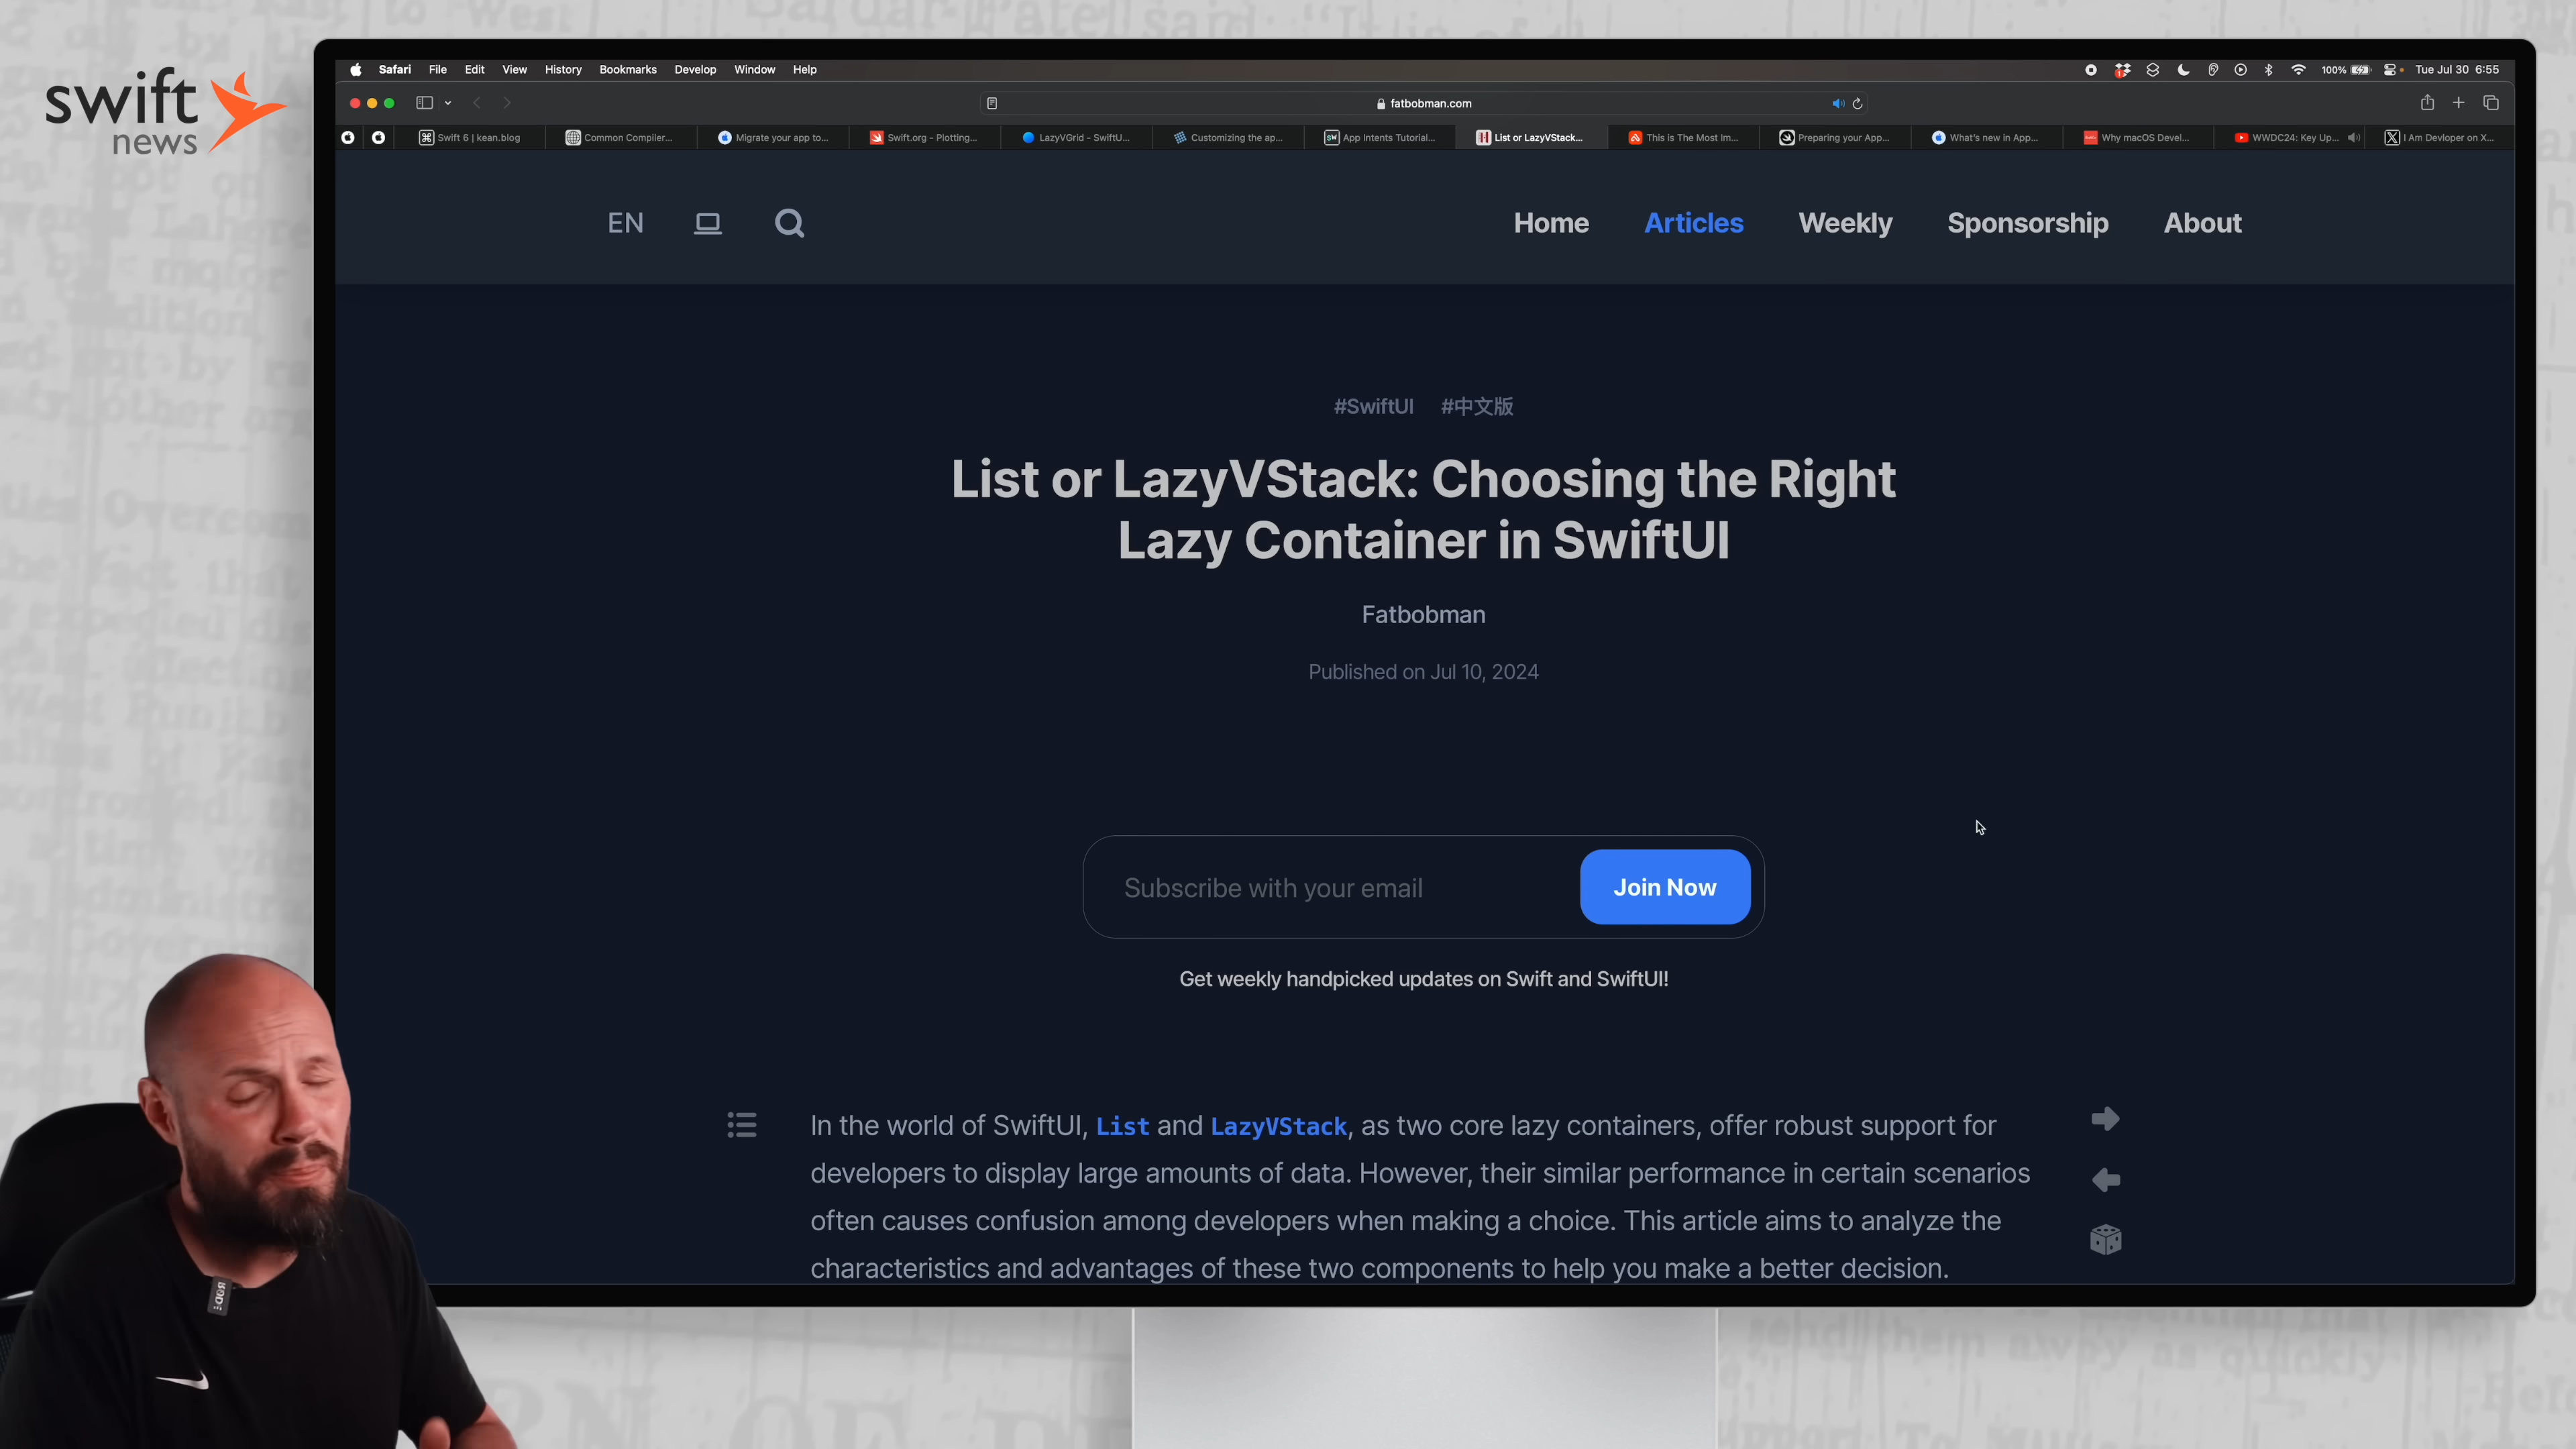 swift
news
Safari File Edit View History Bookmarks Develop Window Help
100% Tue Jul 30 6:55
fatbobman.com
Swift 6 | kean.blog
Common Compiler...
Migrate your app to...
Swift.org - Plotting...
LazyVGrid - SwiftU...
Customizing the ap...
App Intents Tutorial...
List or LazyVStack...
This is The Most Im...
Preparing your App...
What's new in App...
Why macOS Devel...
WWDC24: Key Up...
I Am Devloper on X...
EN
Home Articles Weekly Sponsorship About
#SwiftUI #中文版
List or LazyVStack: Choosing the Right
Lazy Container in SwiftUI
Fatbobman
Published on Jul 10, 2024
Subscribe with your email
Join Now
Get weekly handpicked updates on Swift and SwiftUI!
In the world of SwiftUI, List and LazyVStack, as two core lazy containers, offer robust support for
developers to display large amounts of data. However, their similar performance in certain scenarios
often causes confusion among developers when making a choice. This article aims to analyze the
characteristics and advantages of these two components to help you make a better decision.